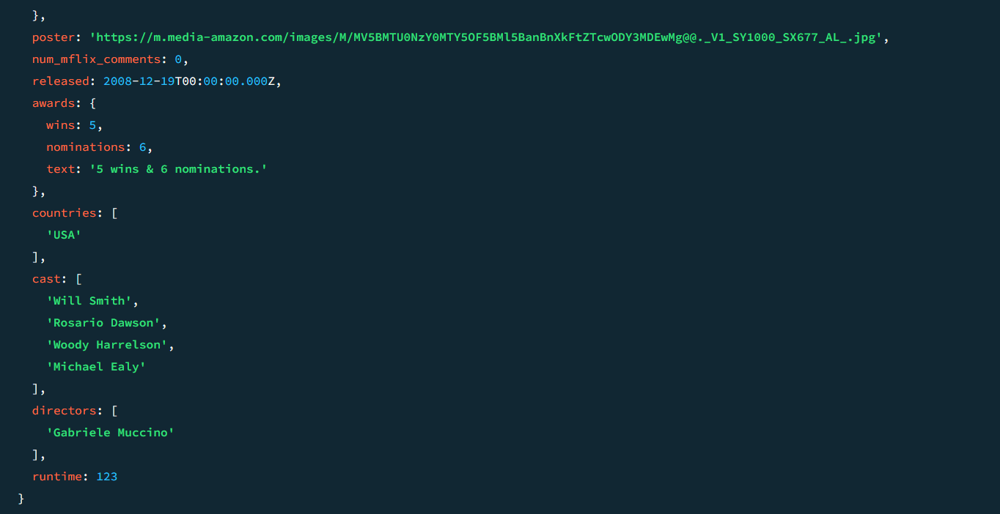 },
poster: 'https://m.media-amazon.com/images/M/MV5BMTU0NzY0MTY5OF5BMl5BanBnXkFtZTcwODY3MDEwMg@@._V1_SY1000_SX677_AL_.jpg',
num_mflix_comments: 0,
released: 2008-12-19T00:00:00.000Z,
awards: {
wins: 5,
nominations: 6,
text: '5 wins & 6 nominations.'
},
countries: [
'USA'
],
cast: [
'Will Smith',
'Rosario Dawson',
'Woody Harrelson',
'Michael Ealy'
],
directors: [
'Gabriele Muccino'
],
runtime: 123
}